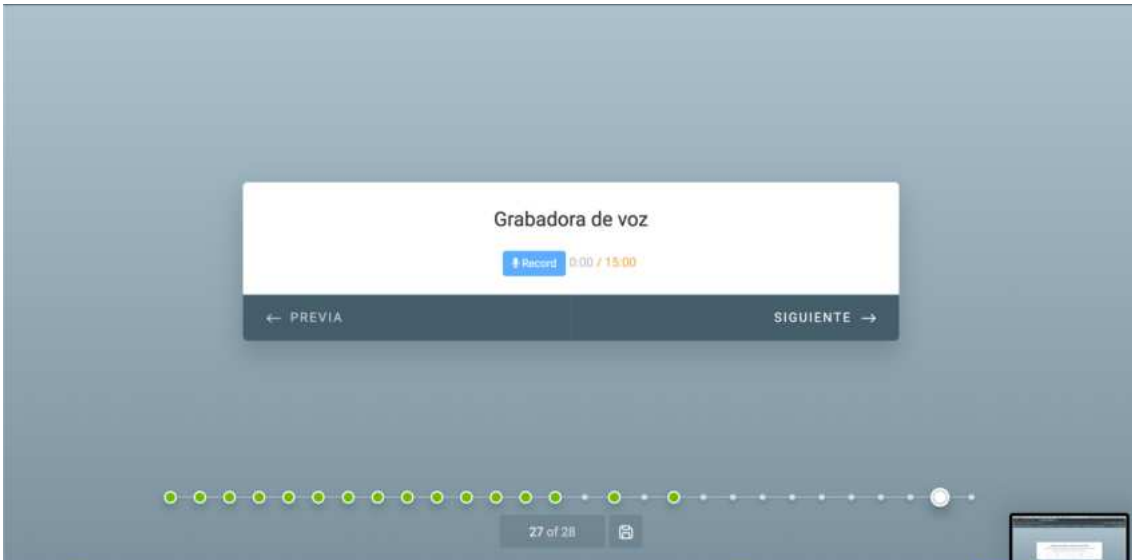 Grabadora de voz
Record 0:00 / 15:00
← PREVIA
SIGUIENTE →
27 of 28